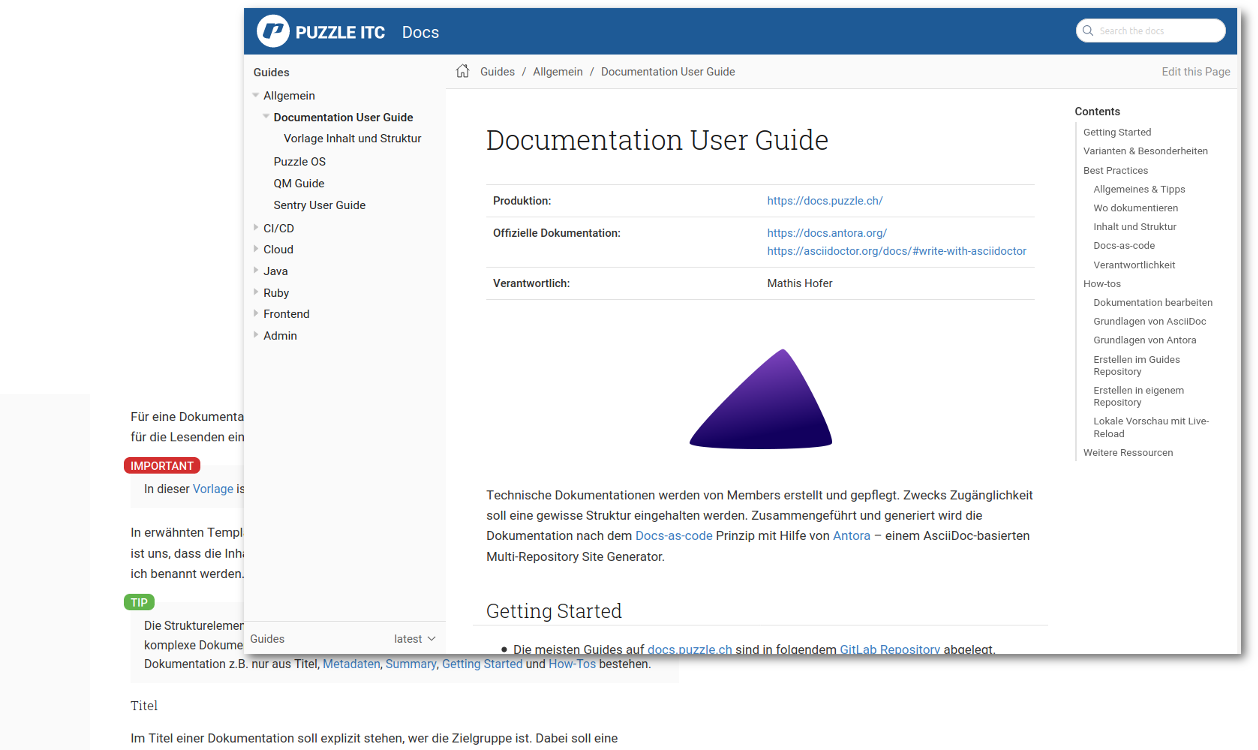 PUZZLE ITC Docs
Search the docs
Guides
Allgemein
Documentation User Guide
Vorlage Inhalt und Struktur
Puzzle OS
QM Guide
Sentry User Guide
CI/CD
Cloud
Java
Ruby
Frontend
Admin
Guides latest
Guides / Allgemein / Documentation User Guide
Edit this Page
Documentation User Guide
Produktion: https://docs.puzzle.ch/
Offizielle Dokumentation: https://docs.antora.org/
https://asciidoctor.org/docs/#write-with-asciidoctor
Verantwortlich: Mathis Hofer
Technische Dokumentationen werden von Members erstellt und gepflegt. Zwecks Zugänglichkeit
soll eine gewisse Struktur eingehalten werden. Zusammengeführt und generiert wird die
Dokumentation nach dem Docs-as-code Prinzip mit Hilfe von Antora – einem AsciiDoc-basierten
Multi-Repository Site Generator.
Getting Started
• Die meisten Guides auf docs.puzzle.ch sind in folgendem GitLab Repository abgelegt.
Contents
Getting Started
Varianten & Besonderheiten
Best Practices
Allgemeines & Tipps
Wo dokumentieren
Inhalt und Struktur
Docs-as-code
Verantwortlichkeit
How-tos
Dokumentation bearbeiten
Grundlagen von AsciiDoc
Grundlagen von Antora
Erstellen im Guides
Repository
Erstellen in eigenem
Repository
Lokale Vorschau mit Live-
Reload
Weitere Ressourcen
Für eine Dokumenta
für die Lesenden ein
IMPORTANT
In dieser Vorlage is
In erwähnten Templ
ist uns, dass die Inha
ich benannt werden.
TIP
Die Strukturelemen
komplexe Dokume
Dokumentation z.B. nur aus Titel, Metadaten, Summary, Getting Started und How-Tos bestehen.
Titel
Im Titel einer Dokumentation soll explizit stehen, wer die Zielgruppe ist. Dabei soll eine